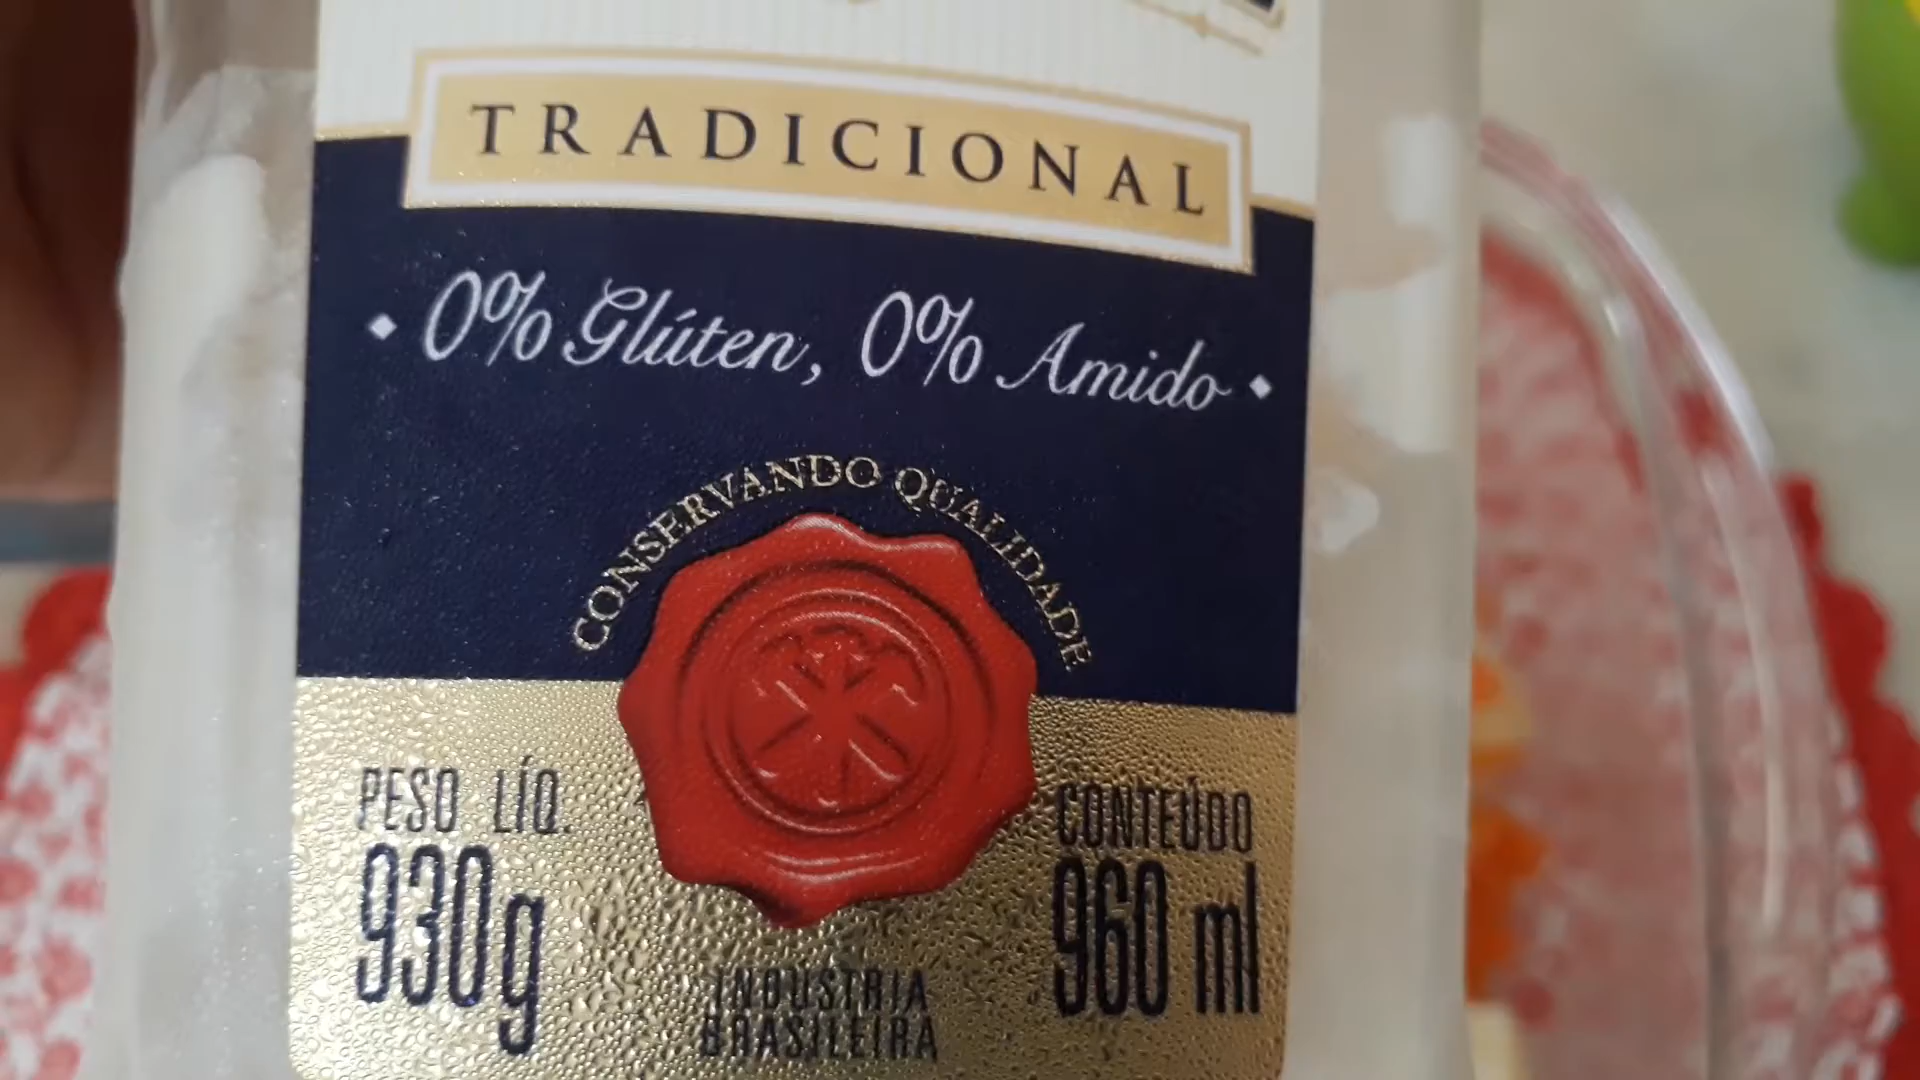 TRADICIONAL
0% Glúten, 0% Amido
CONSERVANDO QUALIDADE
PESO LÍQ.
930g
CONTEÚDO
960 ml
INDUSTRIA
BRASILEIRA